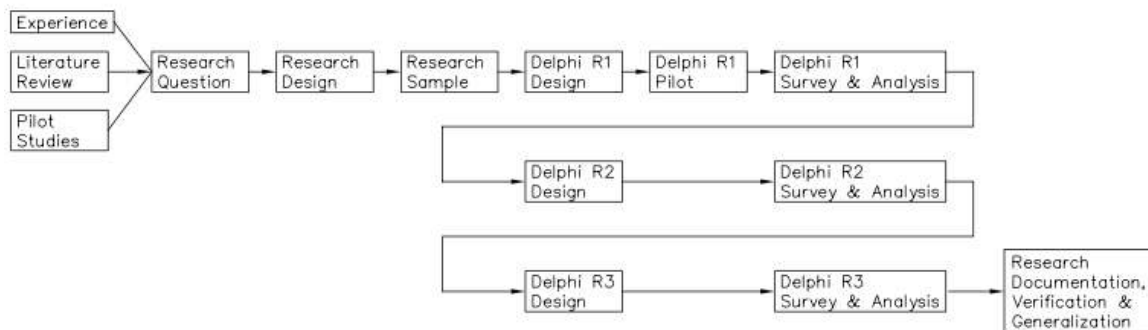 Experience
Literature
Review
Pilot
Studies
Research
Question
Research
Design
Research
Sample
Delphi R1
Design
Delphi R1
Pilot
Delphi R1
Survey & Analysis
Delphi R2
Design
Delphi R2
Survey & Analysis
Delphi R3
Design
Delphi R3
Survey & Analysis
Research
Documentation,
Verification &
Generalization